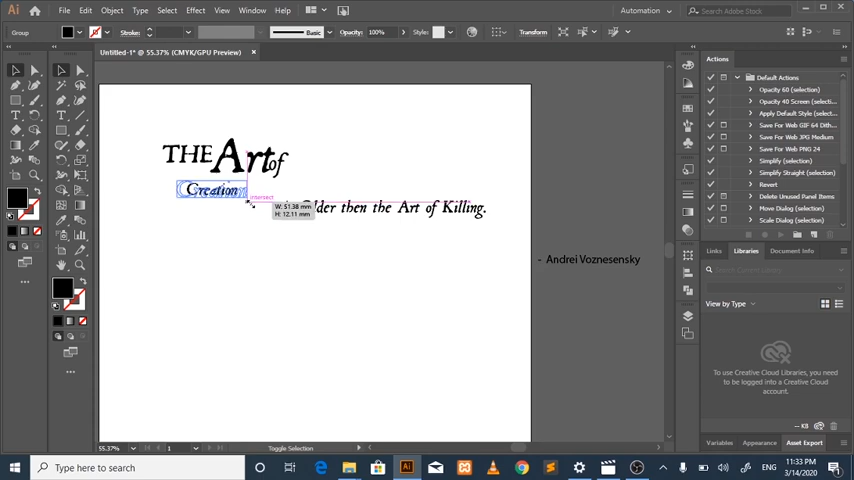 Ai File Edit Object Type Select Effect View Window Help Automation Search Adobe Stock
Group Stroke: Basic Opacity: 100% Style: Transform
Untitled-1* @ 55.37% (CMYK/GPU Preview)
Actions
Default Actions
Opacity 60 (selection)
Opacity 40 Screen (selecti...
Apply Default Style (selecti...
Save For Web GIF 64 Dith...
Save For Web JPG Medium
Save For Web PNG 24
Simplify (selection)
Simplify Straight (selection)
Revert
Delete Unused Panel Items
Move Dialog (selection)
Scale Dialog (selection)
THE Art of
Creation
intersect
W: 51.38 mm
H: 12.11 mm
Older then the Art of Killing.
- Andrei Voznesensky
Tools Libraries Document Info
View by Type
To use Creative Cloud Libraries, you
need to be logged into a Creative
Cloud account.
-- KB
Variables Appearance Asset Export
55.37% 1 Toggle Selection
Type here to search
ENG
11:33 PM
3/14/2020